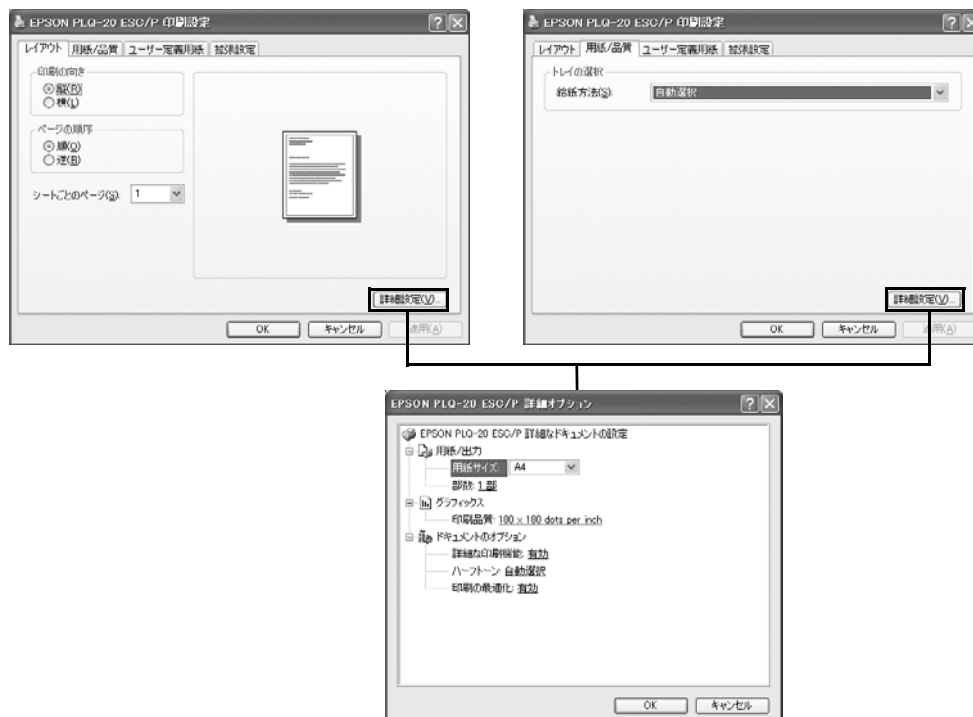 EPSON PLQ-20 ESC/P 印刷設定
レイアウト 用紙/品質 ユーザー定義用紙 拡張設定
印刷の向き
縦(R)
横(L)
ページの順序
順(O)
逆(B)
シートごとのページ(S): 1
詳細設定(V)...
OK キャンセル 適用(A)
EPSON PLQ-20 ESC/P 印刷設定
レイアウト 用紙/品質 ユーザー定義用紙 拡張設定
トレイの選択
給紙方法(S): 自動選択
詳細設定(V)...
OK キャンセル 適用(A)
EPSON PLQ-20 ESC/P 詳細オプション
EPSON PLQ-20 ESC/P 詳細なドキュメントの設定
用紙/出力
用紙サイズ: A4
部数: 1 部
グラフィックス
印刷品質: 180 x 180 dots per inch
ドキュメントのオプション
詳細な印刷機能: 有効
ハーフトーン: 自動選択
印刷の最適化: 有効
OK キャンセル